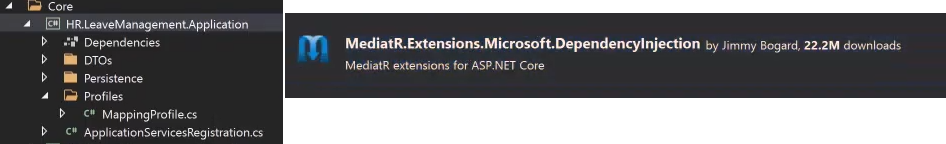 Core
C# HR.LeaveManagement.Application
Dependencies
DTOs
Persistence
Profiles
C# MappingProfile.cs
C# ApplicationServicesRegistration.cs
MediatR.Extensions.Microsoft.DependencyInjection by Jimmy Bogard, 22.2M downloads
MediatR extensions for ASP.NET Core